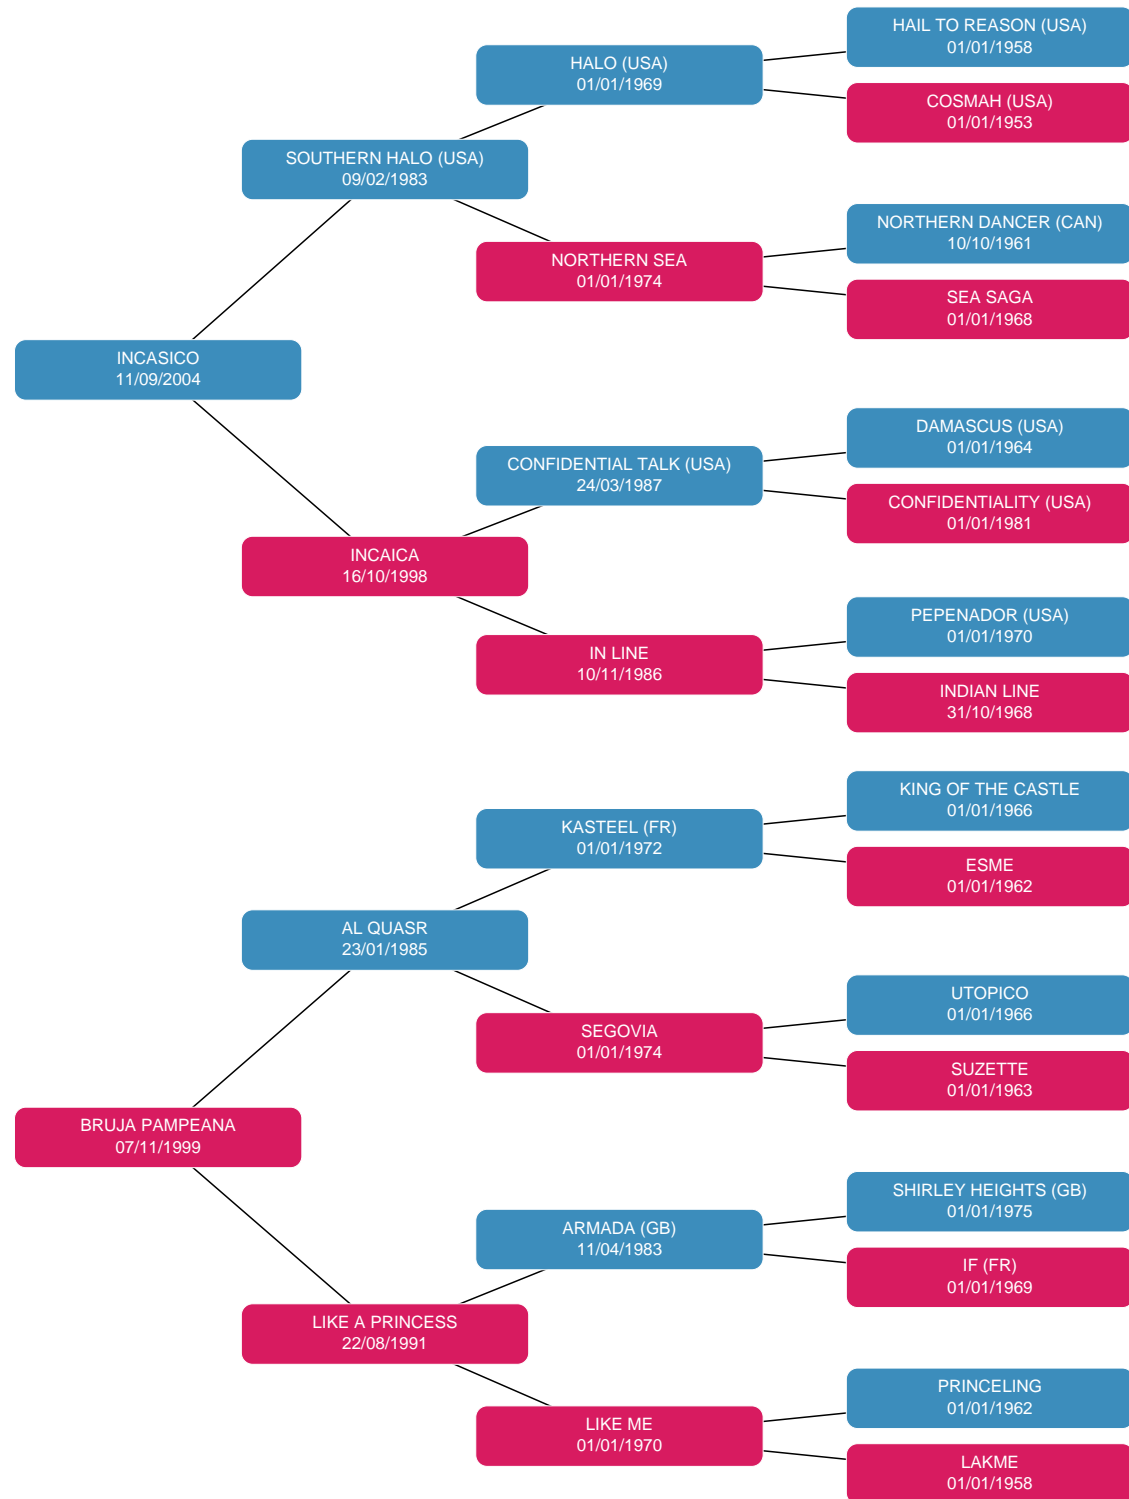 HAIL TO REASON (USA)
01/01/1958
HALO (USA)
01/01/1969
COSMAH (USA)
01/01/1953
SOUTHERN HALO (USA)
09/02/1983
NORTHERN DANCER (CAN)
10/10/1961
NORTHERN SEA
01/01/1974
SEA SAGA
01/01/1968
INCASICO
11/09/2004
DAMASCUS (USA)
01/01/1964
CONFIDENTIAL TALK (USA)
24/03/1987
CONFIDENTIALITY (USA)
01/01/1981
INCAICA
16/10/1998
PEPENADOR (USA)
01/01/1970
IN LINE
10/11/1986
INDIAN LINE
31/10/1968
KING OF THE CASTLE
01/01/1966
KASTEEL (FR)
01/01/1972
ESME
01/01/1962
AL QUASR
23/01/1985
UTOPICO
01/01/1966
SEGOVIA
01/01/1974
SUZETTE
01/01/1963
BRUJA PAMPEANA
07/11/1999
SHIRLEY HEIGHTS (GB)
01/01/1975
ARMADA (GB)
11/04/1983
IF (FR)
01/01/1969
LIKE A PRINCESS
22/08/1991
PRINCELING
01/01/1962
LIKE ME
01/01/1970
LAKME
01/01/1958